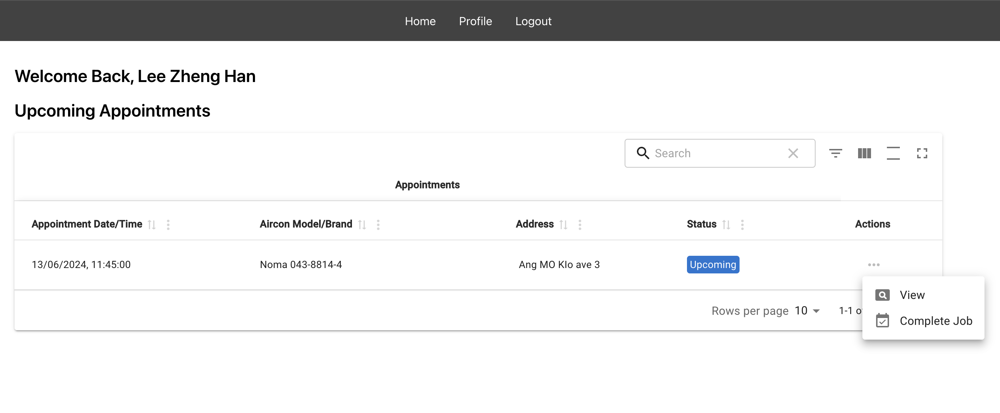 Home Profile Logout
Welcome Back, Lee Zheng Han
Upcoming Appointments
Search
Appointments
Appointment Date/Time Aircon Model/Brand Address Status Actions
13/06/2024, 11:45:00 Noma 043-8814-4 Ang MO KIo ave 3 Upcoming
View
Rows per page 10 1-1
Complete Job